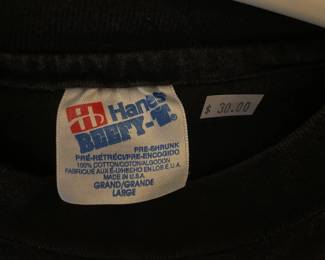 Hanes
BEEFY-T®
PRE-SHRUNK
PRÉ-RÉTRÉCI/PRE-ENCOGIDO
100% COTTON/COTON/ALGODON
FABRIQUÉ AUX É.U./HECHO EN LOS E.U.A.
MADE IN U.S.A.
GRAND/GRANDE
LARGE
$ 30.00